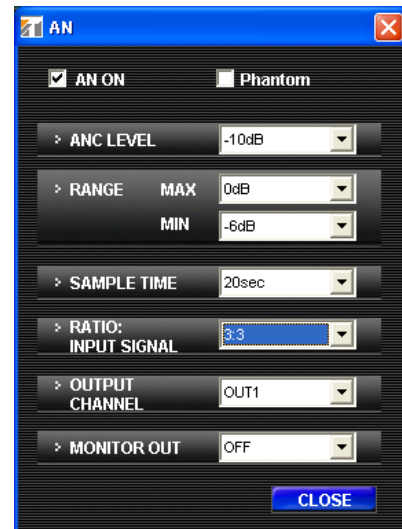 AN
AN ON Phantom
> ANC LEVEL -10dB
> RANGE MAX 0dB
MIN -6dB
> SAMPLE TIME 20sec
> RATIO:
INPUT SIGNAL 3:3
> OUTPUT
CHANNEL OUT1
> MONITOR OUT OFF
CLOSE